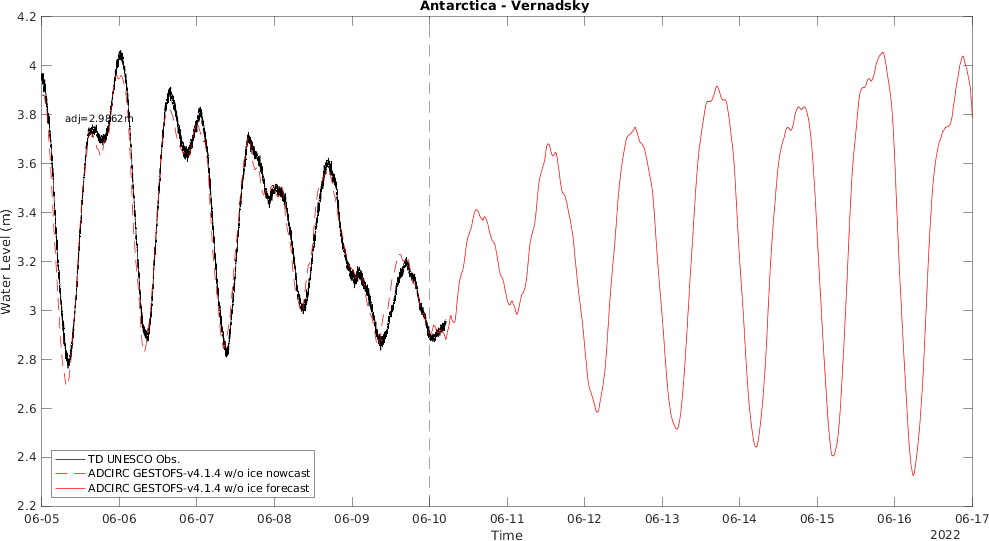 Antarctica - Vernadsky
Water Level (m)
4.2
4
3.8
3.6
3.4
3.2
3
2.8
2.6
2.4
2.2
adj=2.9862m
TD UNESCO Obs.
ADCIRC GESTOFS-v4.1.4 w/o ice nowcast
ADCIRC GESTOFS-v4.1.4 w/o ice forecast
06-05 06-06 06-07 06-08 06-09 06-10 06-11 06-12 06-13 06-14 06-15 06-16 06-17
Time
2022